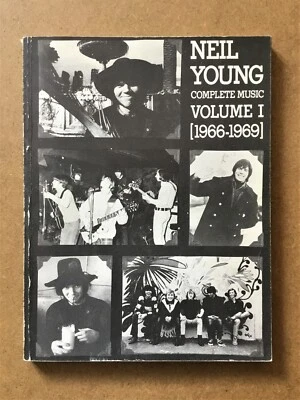 NEIL
YOUNG
COMPLETE MUSIC
VOLUME I
[1966-1969]